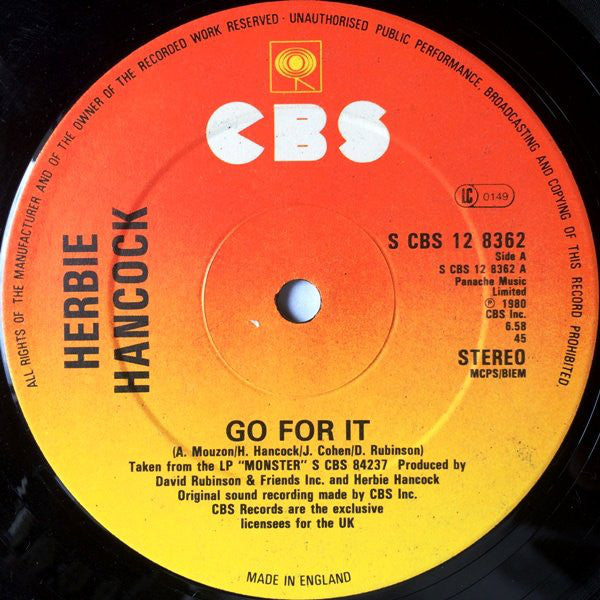 ALL RIGHTS OF THE MANUFACTURER AND OF THE OWNER OF THE RECORDED WORK RESERVED - UNAUTHORISED PUBLIC PERFORMANCE, BROADCASTING AND COPYING OF THIS RECORD PROHIBITED.
CBS
LC 0149
HERBIE
HANCOCK
S CBS 12 8362
Side A
S CBS 12 8362 A
Panache Music
Limited
℗ 1980
CBS Inc.
6.58
45
STEREO
MCPS/BIEM
GO FOR IT
(A. Mouzon/H. Hancock/J. Cohen/D. Rubinson)
Taken from the LP "MONSTER" S CBS 84237 Produced by
David Rubinson & Friends Inc. and Herbie Hancock
Original sound recording made by CBS Inc.
CBS Records are the exclusive
licensees for the UK
MADE IN ENGLAND